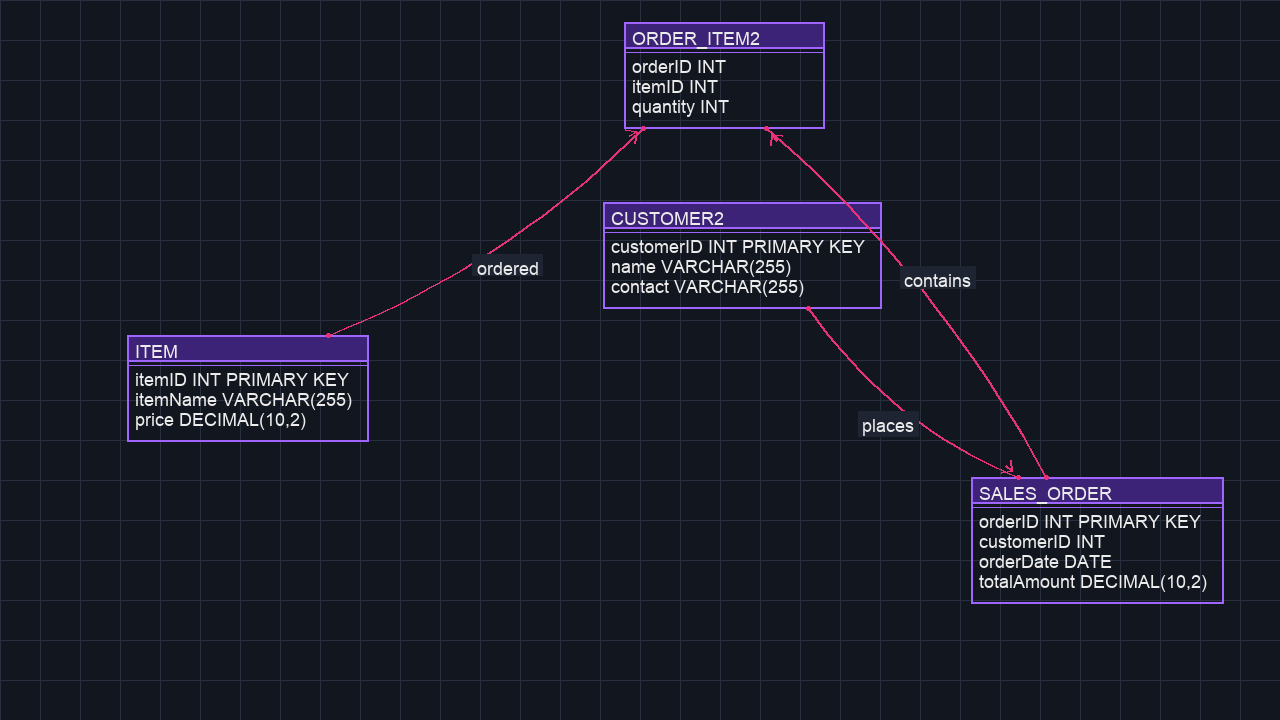 ORDER_ITEM2
orderID INT
itemID INT
quantity INT
CUSTOMER2
customerID INT PRIMARY KEY
name VARCHAR(255)
contact VARCHAR(255)
ordered
contains
ITEM
itemID INT PRIMARY KEY
itemName VARCHAR(255)
price DECIMAL(10,2)
places
SALES_ORDER
orderID INT PRIMARY KEY
customerID INT
orderDate DATE
totalAmount DECIMAL(10,2)